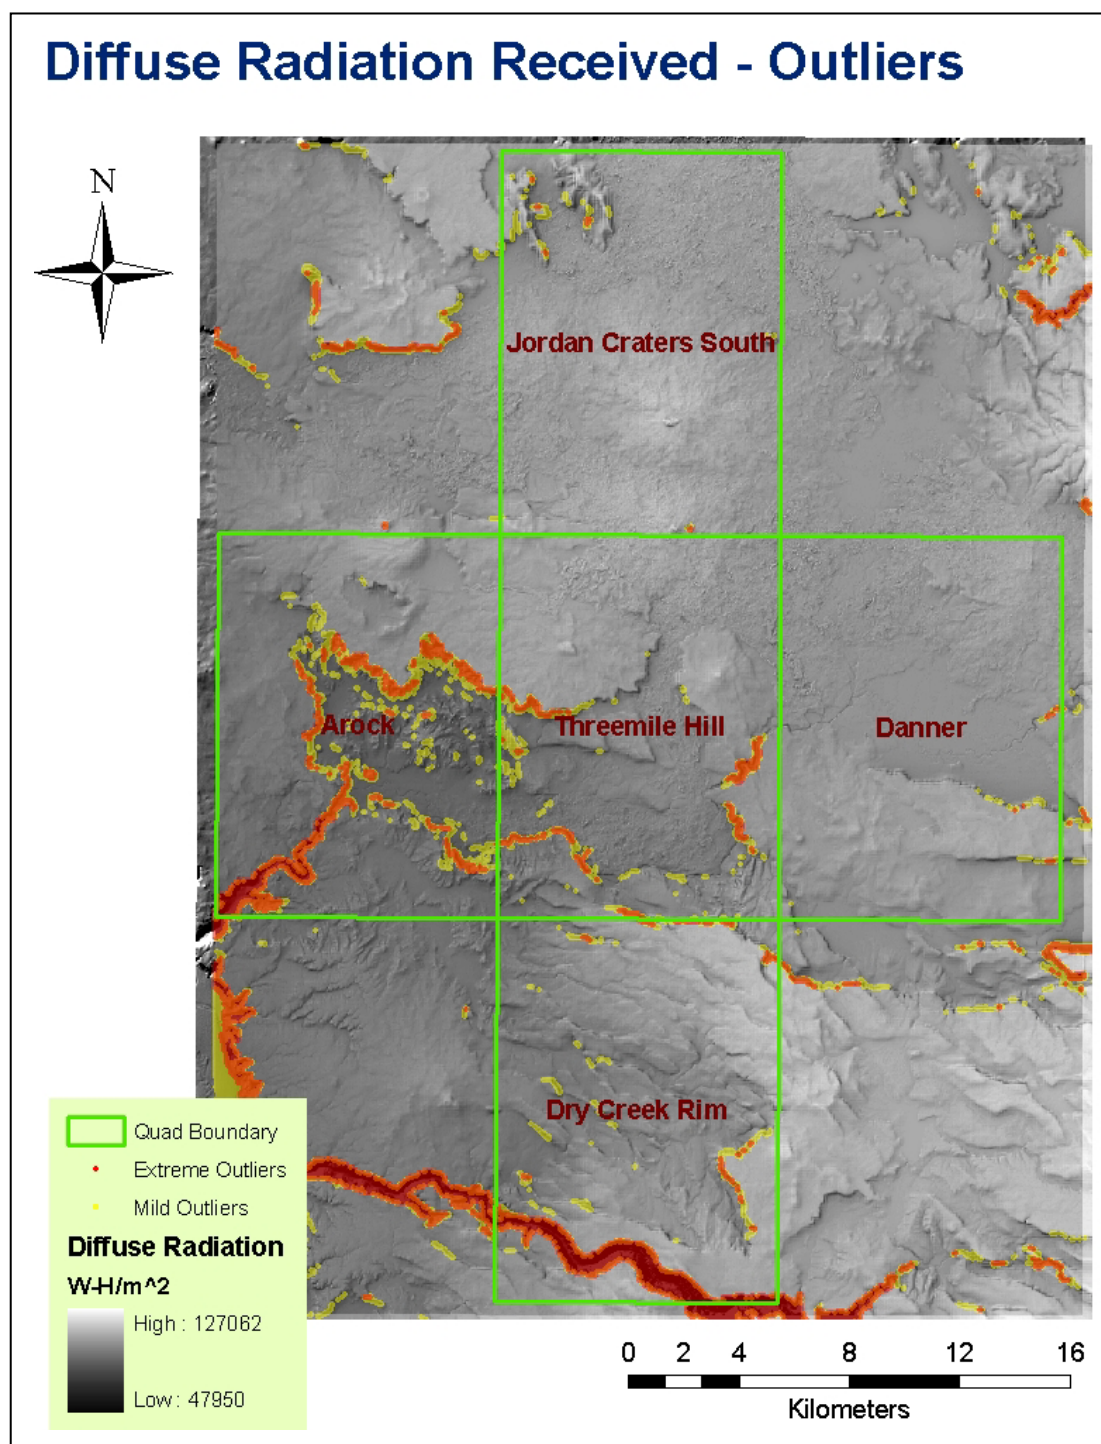 Diffuse Radiation Received - Outliers
N
Jordan Craters South
Arock
Threemile Hill
Danner
Dry Creek Rim
Quad Boundary
Extreme Outliers
Mild Outliers
Diffuse Radiation
W-H/m^2
High : 127062
Low : 47950
0 2 4 8 12 16
Kilometers